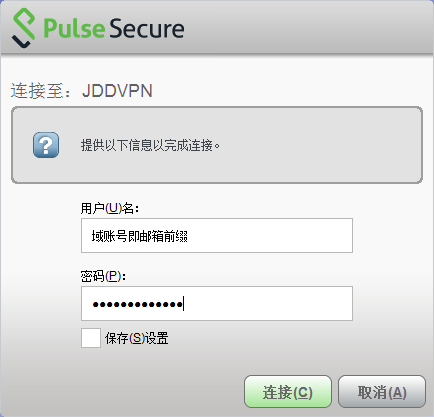 Pulse Secure
连接至：JDDVPN
提供以下信息以完成连接。
用户(U)名：
域账号即邮箱前缀
密码(P)：
●●●●●●●●●●●●●
保存(S)设置
连接(C)
取消(A)